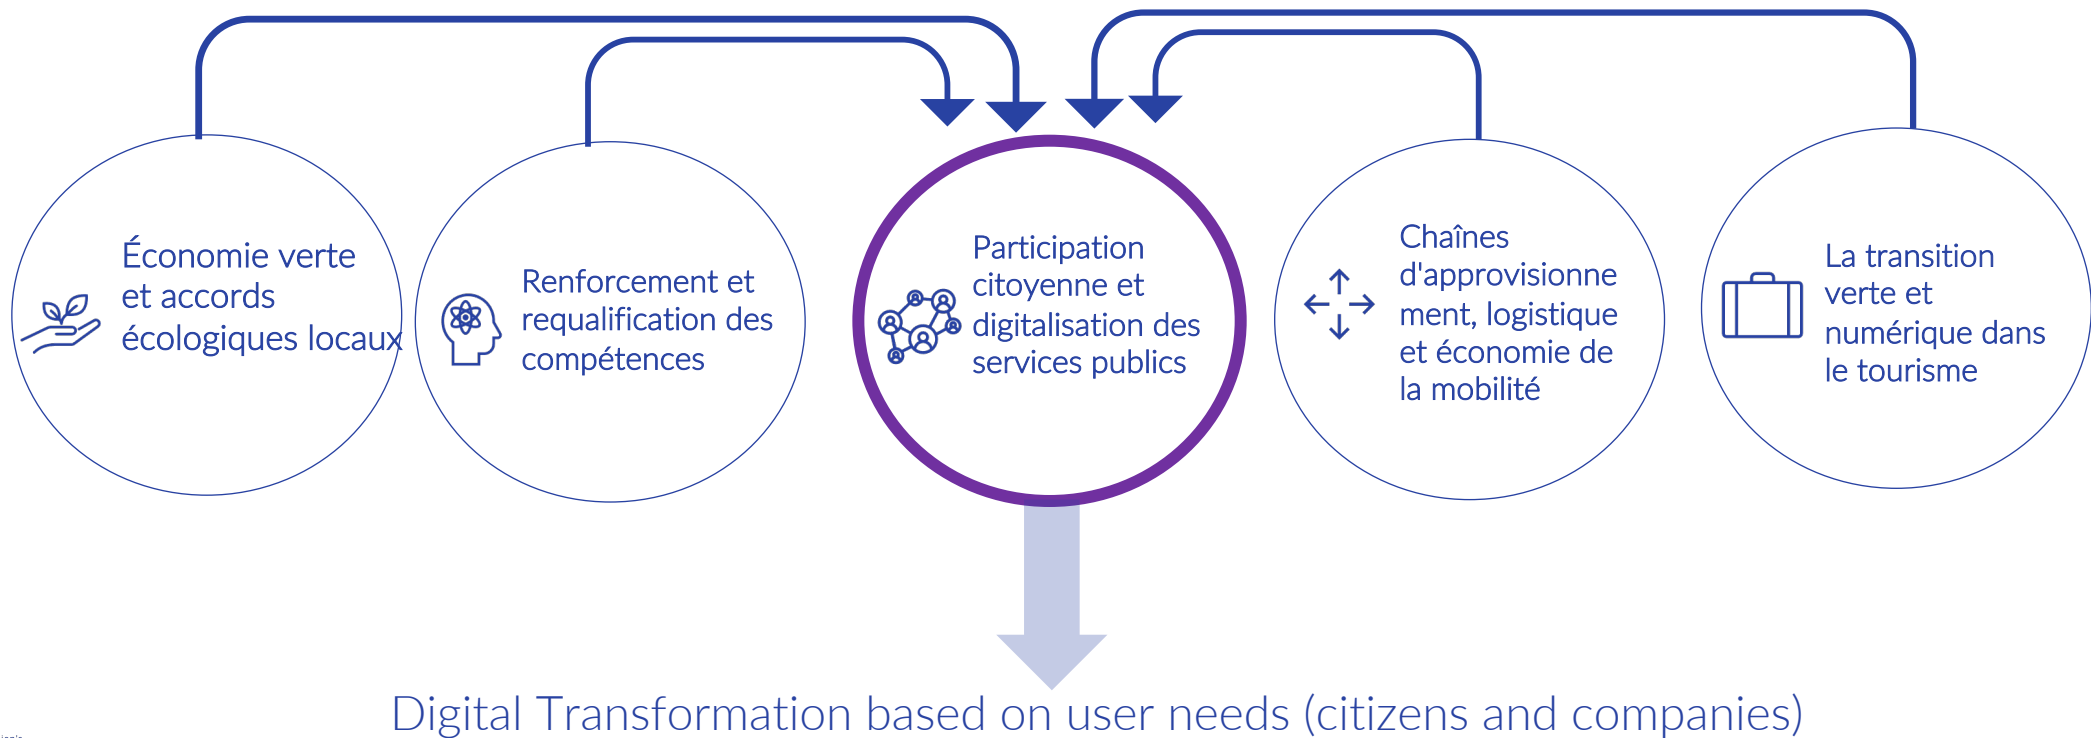 Économie verte
et accords
écologiques locaux
Renforcement et
requalification des
compétences
Participation
citoyenne et
digitalisation des
services publics
Chaînes
d'approvisionne
ment, logistique
et économie de
la mobilité
La transition
verte et
numérique dans
le tourisme
Digital Transformation based on user needs (citizens and companies)